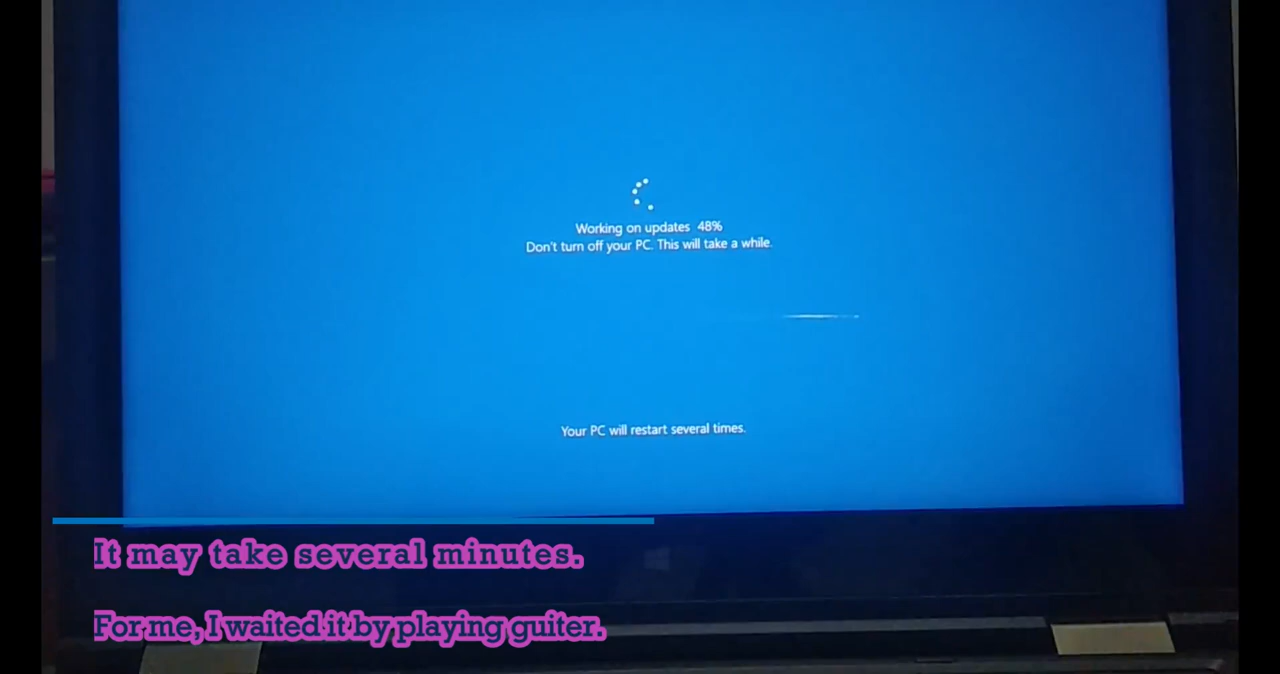 Working on updates 48%
Don't turn off your PC. This will take a while.
Your PC will restart several times.
It may take several minutes.
For me, I waited it by playing guiter.